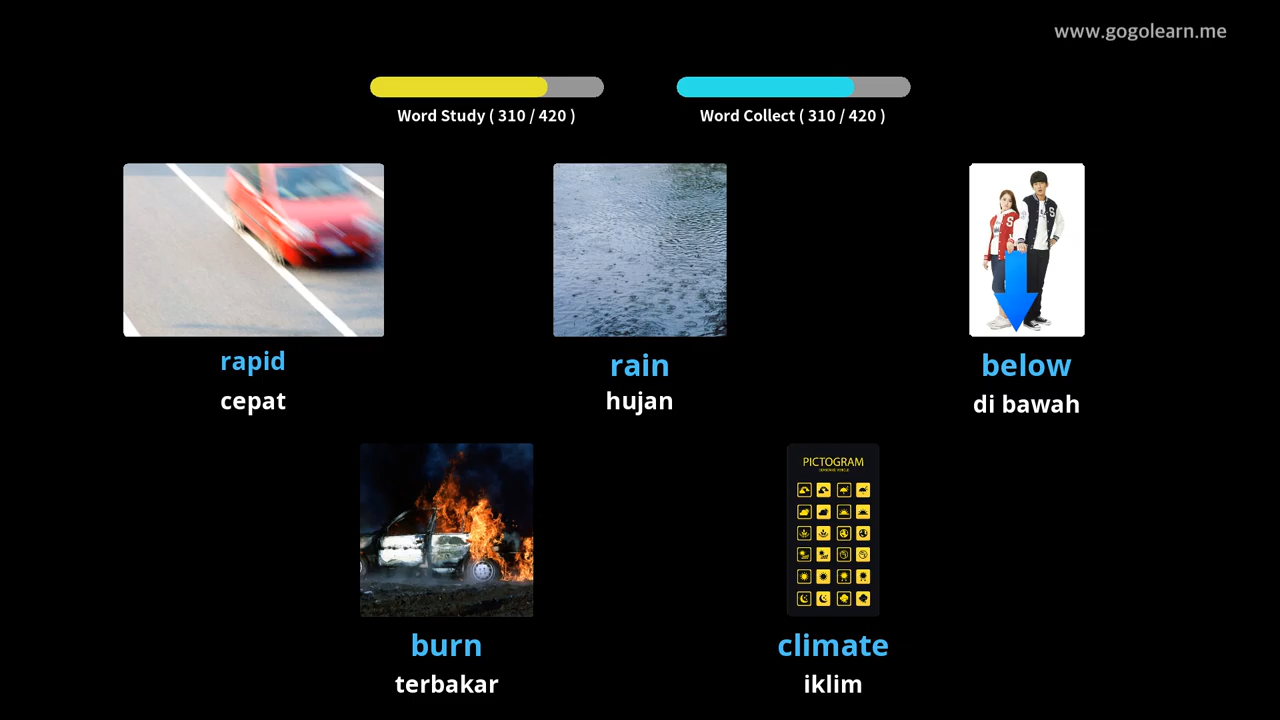 www.gogolearn.me
Word Study ( 310 / 420 )
Word Collect ( 310 / 420 )
rapid
cepat
rain
hujan
below
di bawah
S
S
PICTOGRAM
burn
terbakar
climate
iklim